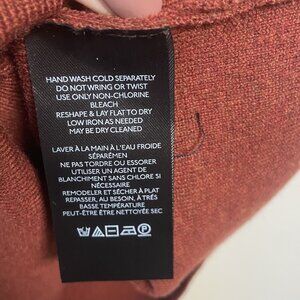 HAND WASH COLD SEPARATELY
DO NOT WRING OR TWIST
USE ONLY NON-CHLORINE
BLEACH
RESHAPE & LAY FLAT TO DRY
LOW IRON AS NEEDED
MAY BE DRY CLEANED
LAVER À LA MAIN À L'EAU FROIDE
SÉPARÉMEN
NE PAS TORDRE OU ESSORER
UTILISER UN AGENT DE
BLANCHIMENT SANS CHLORE SI
NÉCESSAIRE
REMODELER ET SÉCHER À PLAT
REPASSER, AU BESOIN, À TRÈS
BASSE TEMPÉRATURE
PEUT-ÊTRE NETTOYÉE SEC